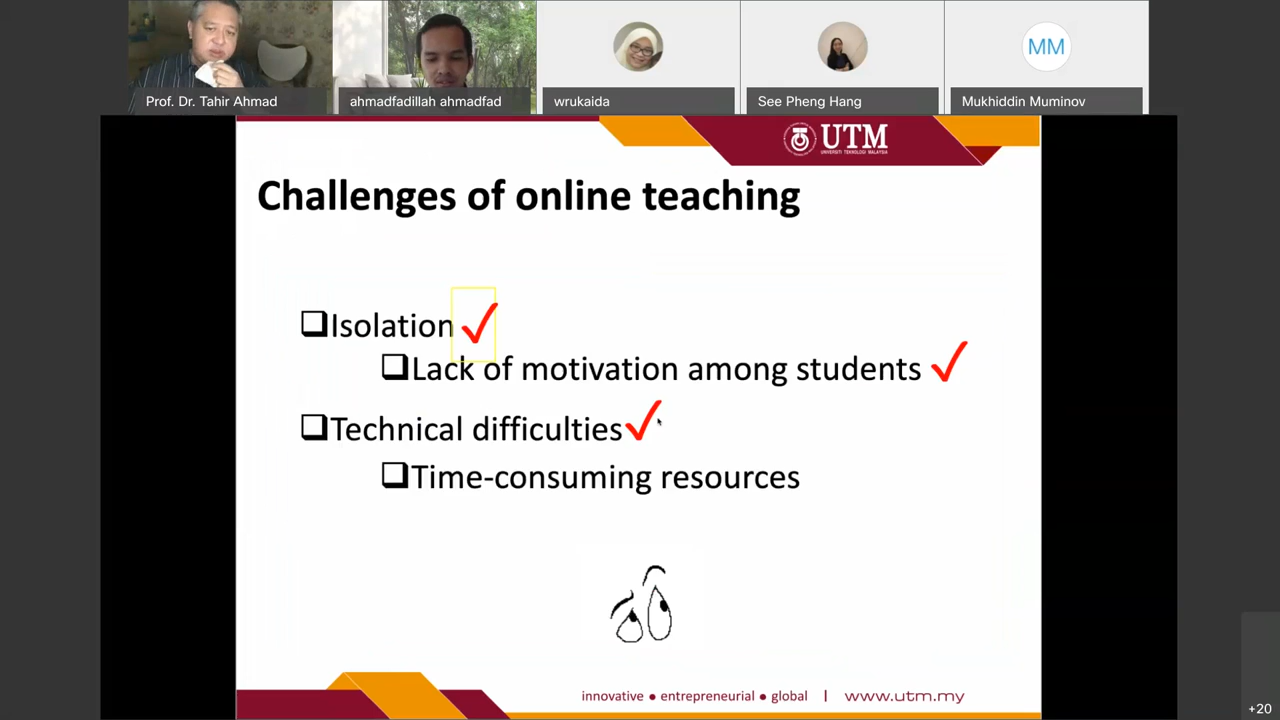 Prof. Dr. Tahir Ahmad
ahmadfadillah ahmadfad
wrukaida
See Pheng Hang
MM
Mukhiddin Muminov
UTM
UNIVERSITI TEKNOLOGI MALAYSIA
Challenges of online teaching
Isolation
Lack of motivation among students
Technical difficulties
Time-consuming resources
innovative ● entrepreneurial ● global | www.utm.my
+20